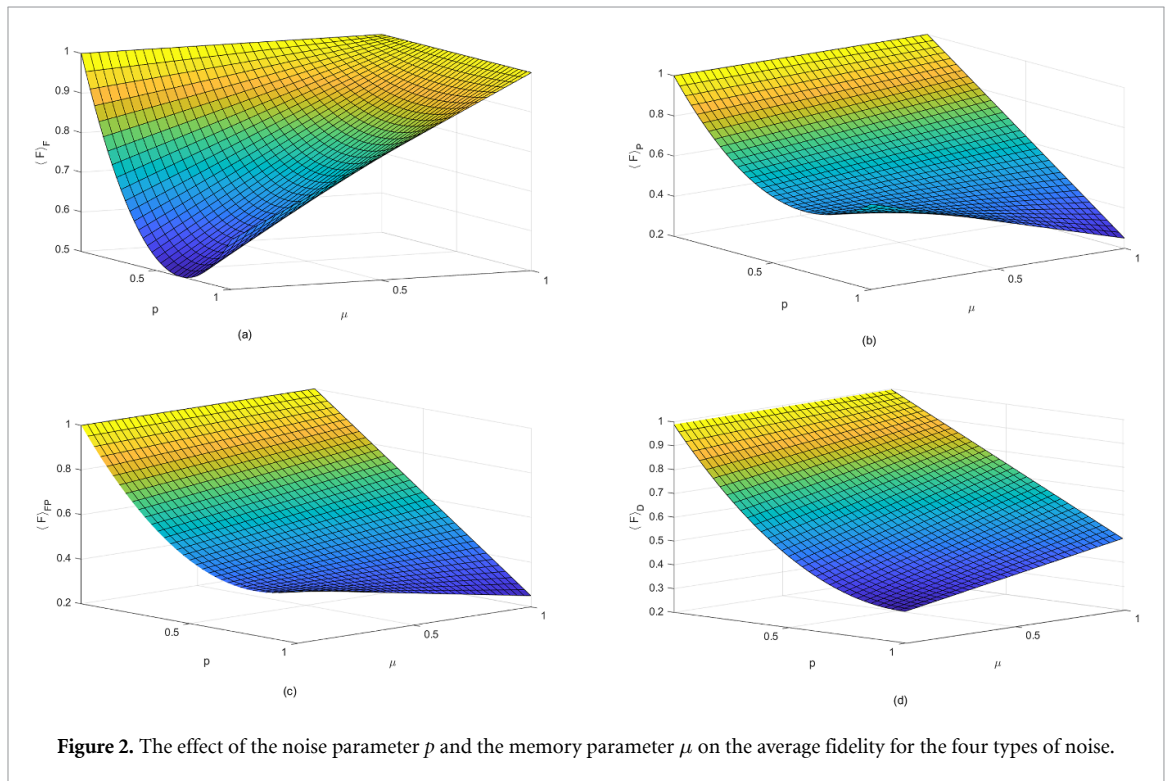 1
0.9
0.8
0.7
0.6
0.5
⟨ F⟩_F
0.5
1
p
0.5
1
μ
(a)
1
0.8
0.6
0.4
0.2
⟨ F⟩_P
0.5
1
p
0.5
1
μ
(b)
1
0.8
0.6
0.4
0.2
⟨ F⟩_FP
0.5
1
p
0.5
1
μ
(c)
1
0.9
0.8
0.7
0.6
0.5
0.4
0.3
0.2
⟨ F⟩_D
0.5
1
p
0.5
1
μ
(d)
Figure 2. The effect of the noise parameter p and the memory parameter μ on the average fidelity for the four types of noise.